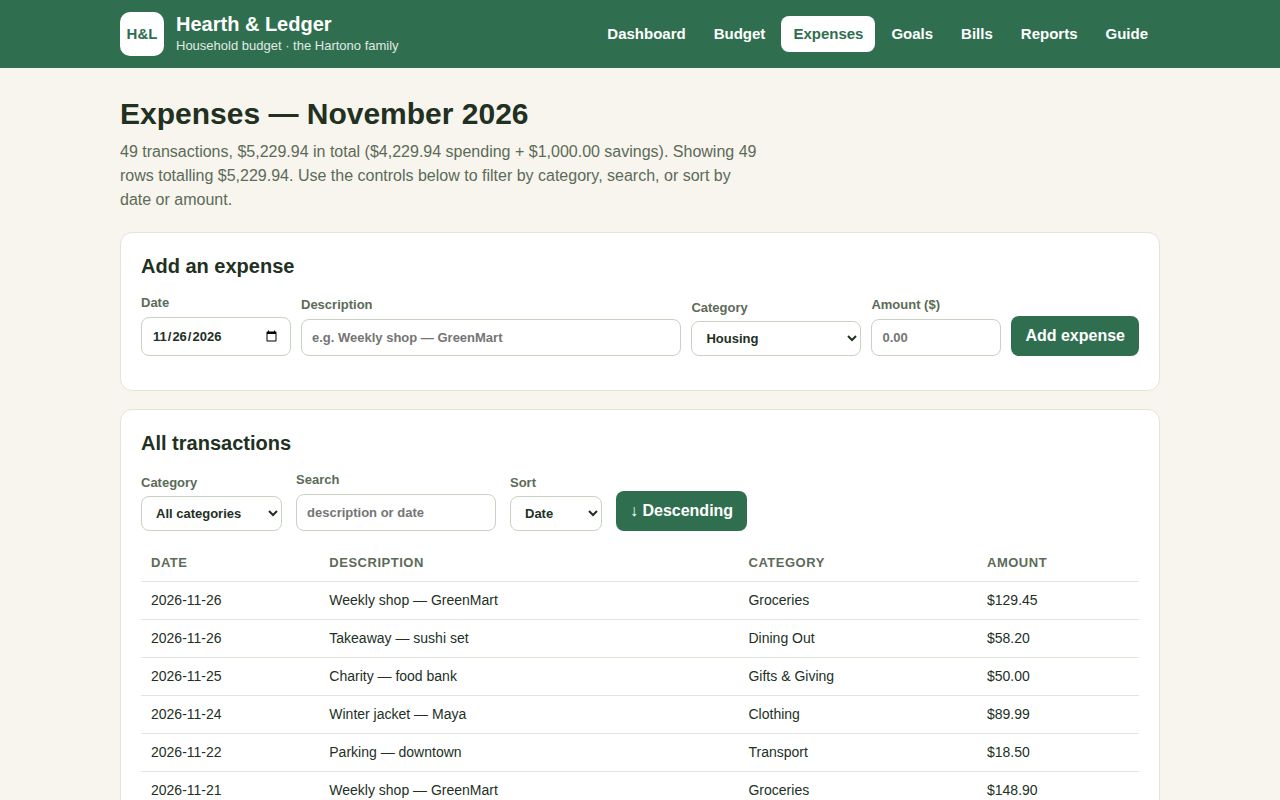 H&L
Hearth & Ledger
Household budget · the Hartono family
Dashboard
Budget
Expenses
Goals
Bills
Reports
Guide
Expenses — November 2026
49 transactions, $5,229.94 in total ($4,229.94 spending + $1,000.00 savings). Showing 49
rows totalling $5,229.94. Use the controls below to filter by category, search, or sort by
date or amount.
Add an expense
Date
Description
Category
Amount ($)
11/26/2026
e.g. Weekly shop — GreenMart
Housing
0.00
Add expense
All transactions
Category
Search
Sort
All categories
description or date
Date
↓ Descending
DATE DESCRIPTION CATEGORY AMOUNT
2026-11-26 Weekly shop — GreenMart Groceries $129.45
2026-11-26 Takeaway — sushi set Dining Out $58.20
2026-11-25 Charity — food bank Gifts & Giving $50.00
2026-11-24 Winter jacket — Maya Clothing $89.99
2026-11-22 Parking — downtown Transport $18.50
2026-11-21 Weekly shop — GreenMart Groceries $148.90